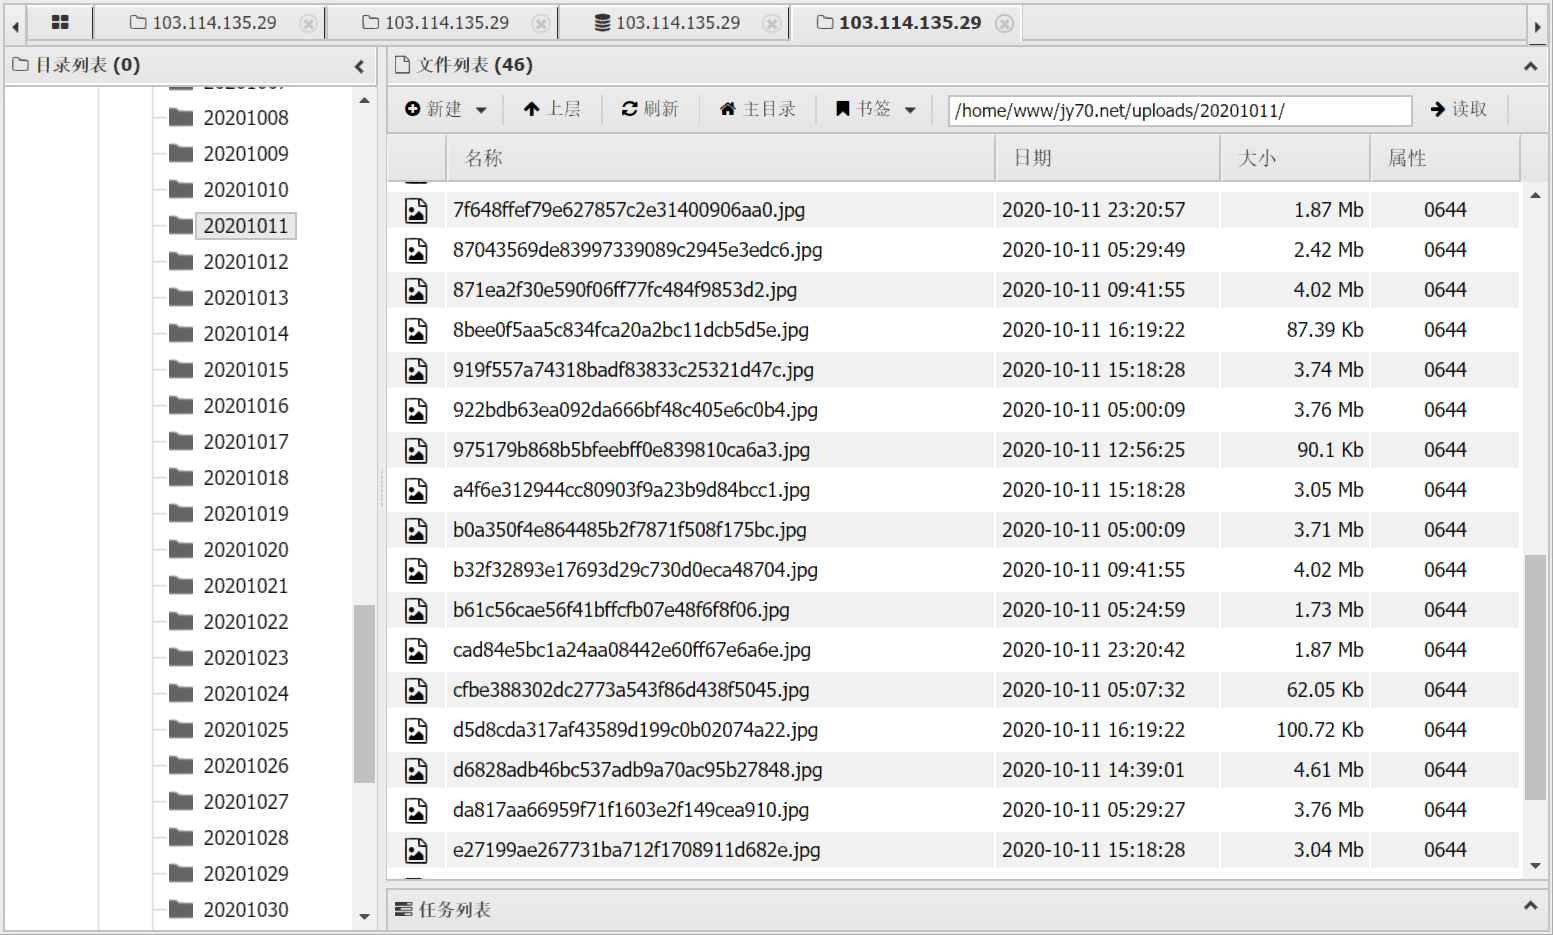 103.114.135.29 103.114.135.29 103.114.135.29 103.114.135.29
目录列表 (0)
20201008
20201009
20201010
20201011
20201012
20201013
20201014
20201015
20201016
20201017
20201018
20201019
20201020
20201021
20201022
20201023
20201024
20201025
20201026
20201027
20201028
20201029
20201030
文件列表 (46)
新建 上层 刷新 主目录 书签 /home/www/jy70.net/uploads/20201011/ 读取
名称 日期 大小 属性
7f648ffef79e627857c2e31400906aa0.jpg 2020-10-11 23:20:57 1.87 Mb 0644
87043569de83997339089c2945e3edc6.jpg 2020-10-11 05:29:49 2.42 Mb 0644
871ea2f30e590f06ff77fc484f9853d2.jpg 2020-10-11 09:41:55 4.02 Mb 0644
8bee0f5aa5c834fca20a2bc11dcb5d5e.jpg 2020-10-11 16:19:22 87.39 Kb 0644
919f557a74318badf83833c25321d47c.jpg 2020-10-11 15:18:28 3.74 Mb 0644
922bdb63ea092da666bf48c405e6c0b4.jpg 2020-10-11 05:00:09 3.76 Mb 0644
975179b868b5bfeebff0e839810ca6a3.jpg 2020-10-11 12:56:25 90.1 Kb 0644
a4f6e312944cc80903f9a23b9d84bcc1.jpg 2020-10-11 15:18:28 3.05 Mb 0644
b0a350f4e864485b2f7871f508f175bc.jpg 2020-10-11 05:00:09 3.71 Mb 0644
b32f32893e17693d29c730d0eca48704.jpg 2020-10-11 09:41:55 4.02 Mb 0644
b61c56cae56f41bffcfb07e48f6f8f06.jpg 2020-10-11 05:24:59 1.73 Mb 0644
cad84e5bc1a24aa08442e60ff67e6a6e.jpg 2020-10-11 23:20:42 1.87 Mb 0644
cfbe388302dc2773a543f86d438f5045.jpg 2020-10-11 05:07:32 62.05 Kb 0644
d5d8cda317af43589d199c0b02074a22.jpg 2020-10-11 16:19:22 100.72 Kb 0644
d6828adb46bc537adb9a70ac95b27848.jpg 2020-10-11 14:39:01 4.61 Mb 0644
da817aa66959f71f1603e2f149cea910.jpg 2020-10-11 05:29:27 3.76 Mb 0644
e27199ae267731ba712f1708911d682e.jpg 2020-10-11 15:18:28 3.04 Mb 0644
任务列表